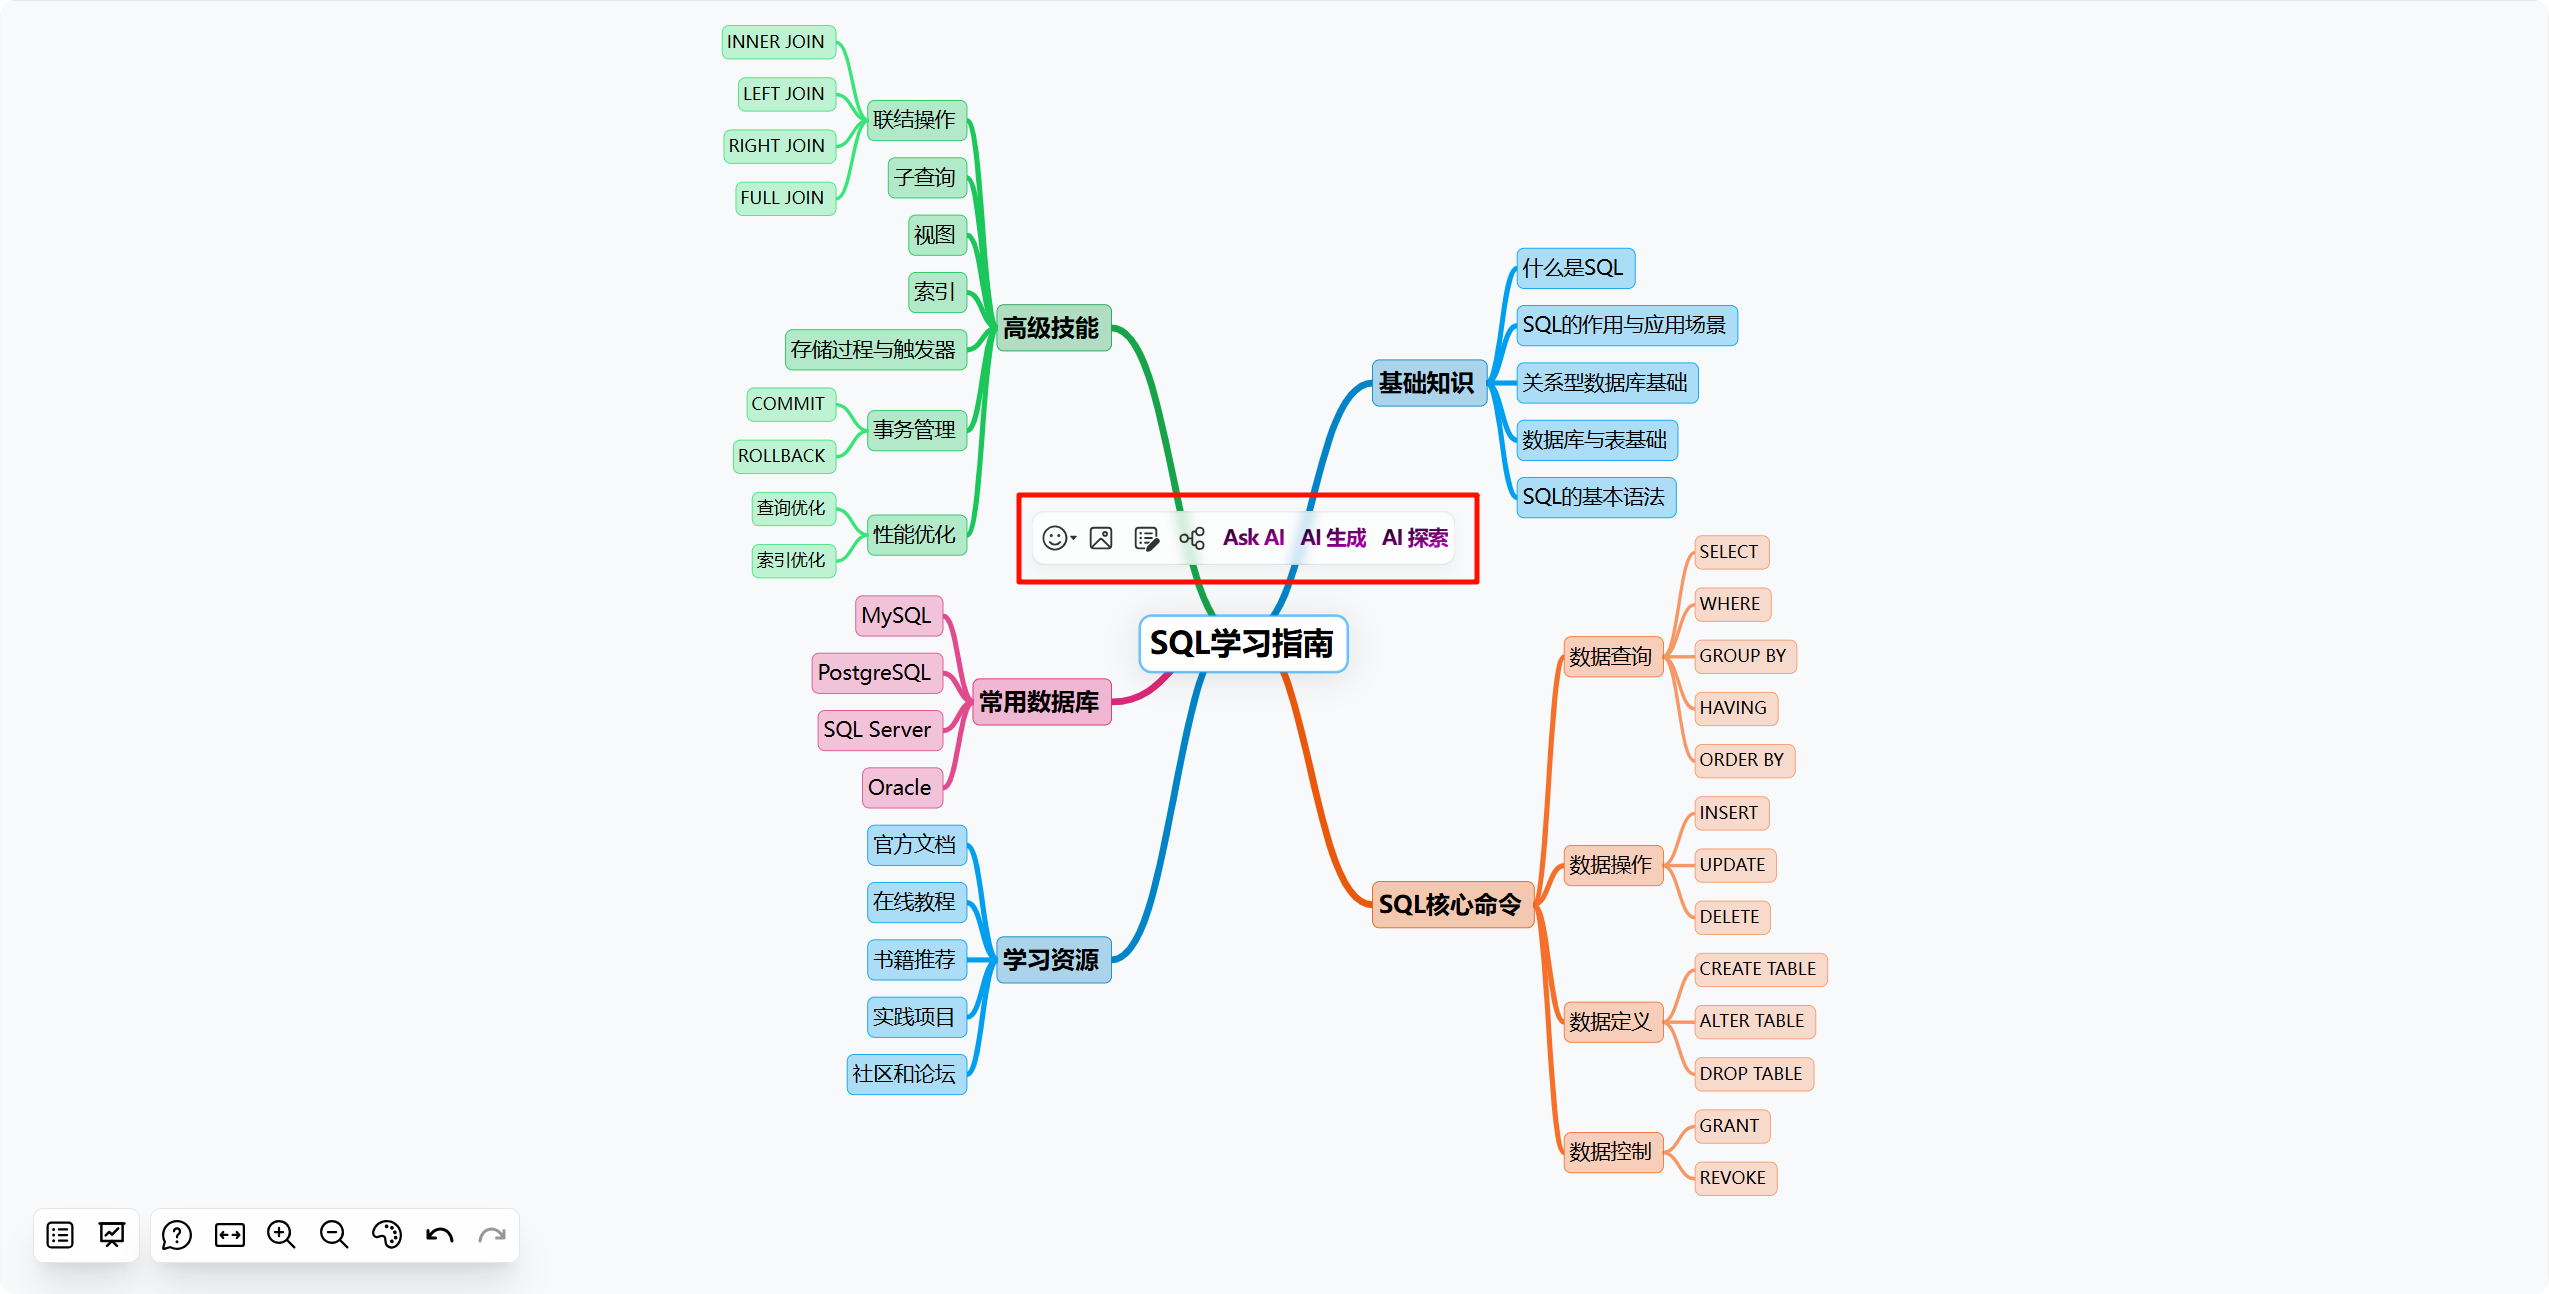 INNER JOIN
LEFT JOIN
RIGHT JOIN
FULL JOIN
联结操作
子查询
视图
索引
存储过程与触发器
COMMIT
ROLLBACK
事务管理
查询优化
索引优化
性能优化
高级技能
MySQL
PostgreSQL
SQL Server
Oracle
常用数据库
官方文档
在线教程
书籍推荐
实践项目
社区和论坛
学习资源
Ask AI
AI 生成
AI 探索
SQL学习指南
基础知识
什么是SQL
SQL的作用与应用场景
关系型数据库基础
数据库与表基础
SQL的基本语法
SQL核心命令
数据查询
SELECT
WHERE
GROUP BY
HAVING
ORDER BY
数据操作
INSERT
UPDATE
DELETE
数据定义
CREATE TABLE
ALTER TABLE
DROP TABLE
数据控制
GRANT
REVOKE